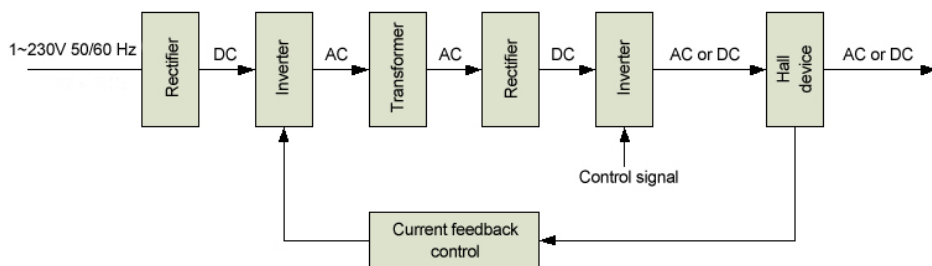 1~230V 50/60 Hz
Rectifier
DC
Inverter
AC
Transformer
AC
Rectifier
DC
Inverter
AC or DC
Hall
device
AC or DC
Control signal
Current feedback
control